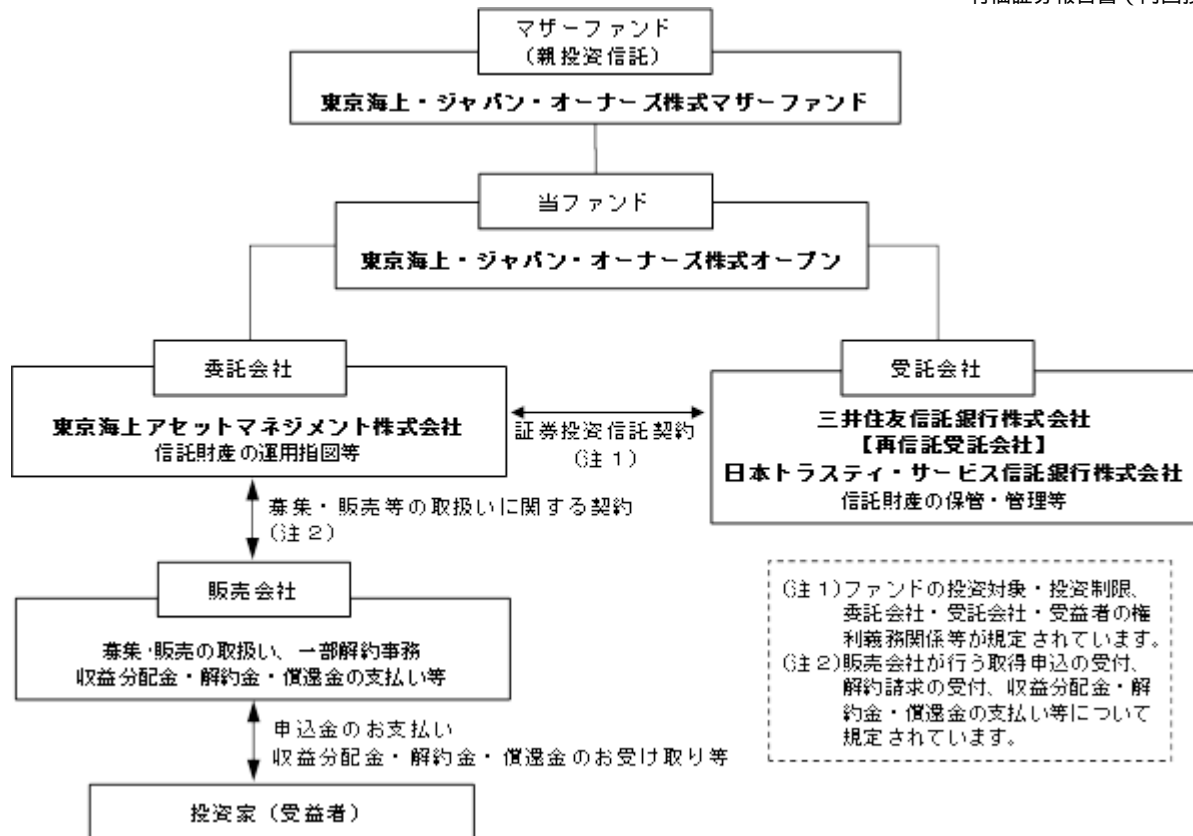 マザーファンド
(親投資信託)
東京海上・ジャパン・オーナーズ株式マザーファンド
当ファンド
東京海上・ジャパン・オーナーズ株式オープン
委託会社
東京海上アセットマネジメント株式会社
信託財産の運用指図等
証券投資信託契約
(注1)
受託会社
三井住友信託銀行株式会社
【再信託受託会社】
日本トラスティ・サービス信託銀行株式会社
信託財産の保管・管理等
募集・販売等の取扱いに関する契約
(注2)
販売会社
募集・販売の取扱い、一部解約事務
収益分配金・解約金・償還金の支払い等
申込金のお支払い
収益分配金・解約金・償還金のお受け取り等
投資家(受益者)
(注1)ファンドの投資対象・投資制限、
委託会社・受託会社・受益者の権
利義務関係等が規定されています。
(注2)販売会社が行う取得申込の受付、
解約請求の受付、収益分配金・解
約金・償還金の支払い等について
規定されています。